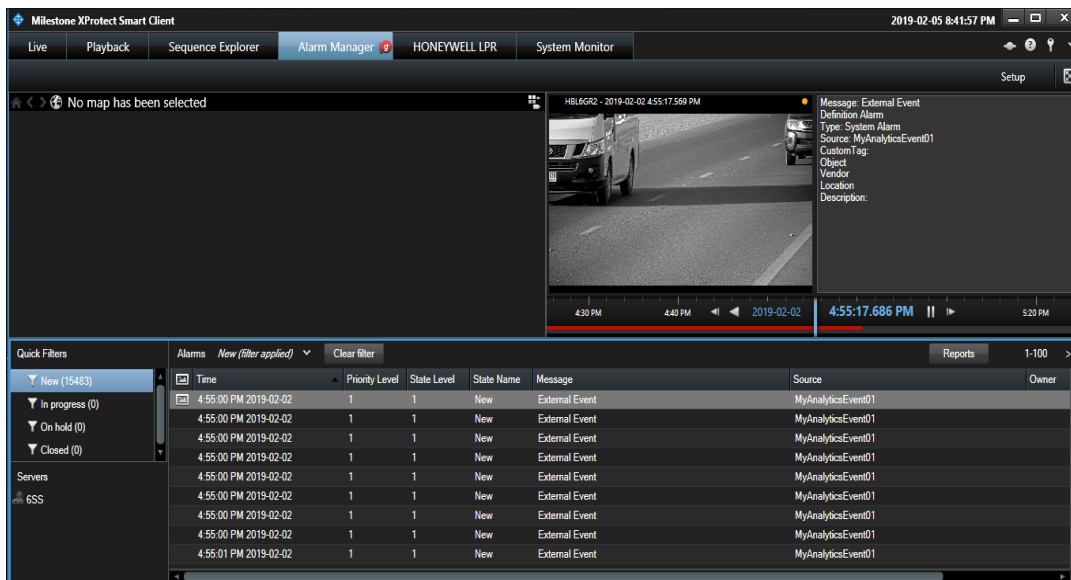 Milestone XProtect Smart Client
2019-02-05 8:41:57 PM
Live
Playback
Sequence Explorer
Alarm Manager
HONEYWELL LPR
System Monitor
Setup
No map has been selected
HBL6GR2 - 2019-02-02 4:55:17.569 PM
Message: External Event
Definition Alarm
Type: System Alarm
Source: MyAnalyticsEvent01
CustomTag:
Object
Vendor
Location
Description:
4:30 PM
4:40 PM
2019-02-02
4:55:17.686 PM
5:20 PM
Quick Filters
Alarms New (filter applied) Clear filter
Reports
1-100
New (15483)
In progress (0)
On hold (0)
Closed (0)
Servers
6SS
Time Priority Level State Level State Name Message Source Owner
4:55:00 PM 2019-02-02 1 1 New External Event MyAnalyticsEvent01
4:55:00 PM 2019-02-02 1 1 New External Event MyAnalyticsEvent01
4:55:00 PM 2019-02-02 1 1 New External Event MyAnalyticsEvent01
4:55:00 PM 2019-02-02 1 1 New External Event MyAnalyticsEvent01
4:55:00 PM 2019-02-02 1 1 New External Event MyAnalyticsEvent01
4:55:00 PM 2019-02-02 1 1 New External Event MyAnalyticsEvent01
4:55:00 PM 2019-02-02 1 1 New External Event MyAnalyticsEvent01
4:55:00 PM 2019-02-02 1 1 New External Event MyAnalyticsEvent01
4:55:01 PM 2019-02-02 1 1 New External Event MyAnalyticsEvent01